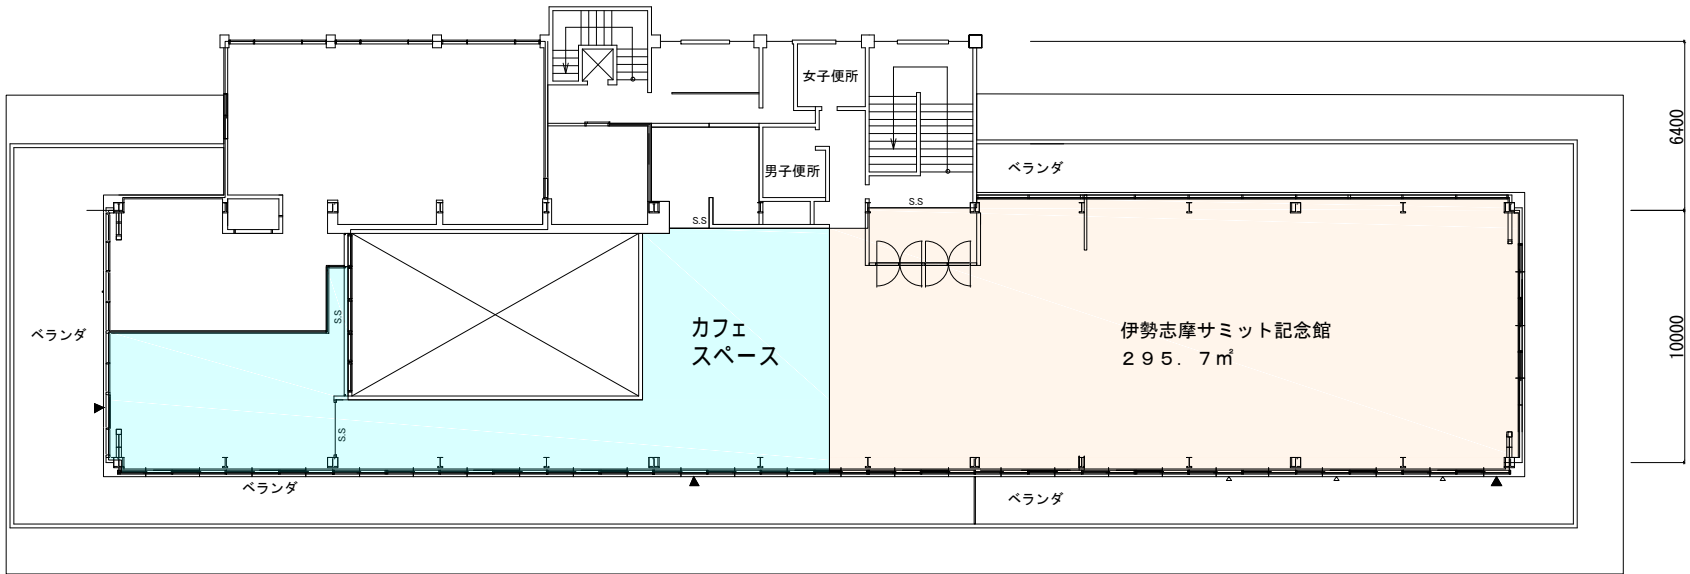 女子便所
6400
ベランダ
男子便所
S.S
S.S
S.S
ベランダ
カフェ
スペース
伊勢志摩サミット記念館
２９５．７㎡
10000
S.S
ベランダ
ベランダ